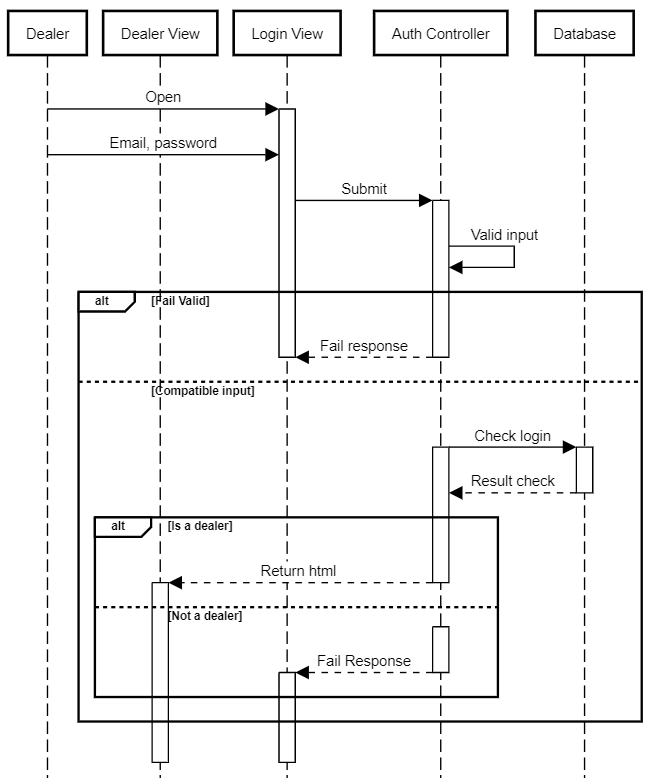 Dealer
Dealer View
Login View
Auth Controller
Database
Open
Email, password
Submit
Valid input
alt
[Fail Valid]
Fail response
[Compatible input]
Check login
Result check
alt
[Is a dealer]
Return html
[Not a dealer]
Fail Response